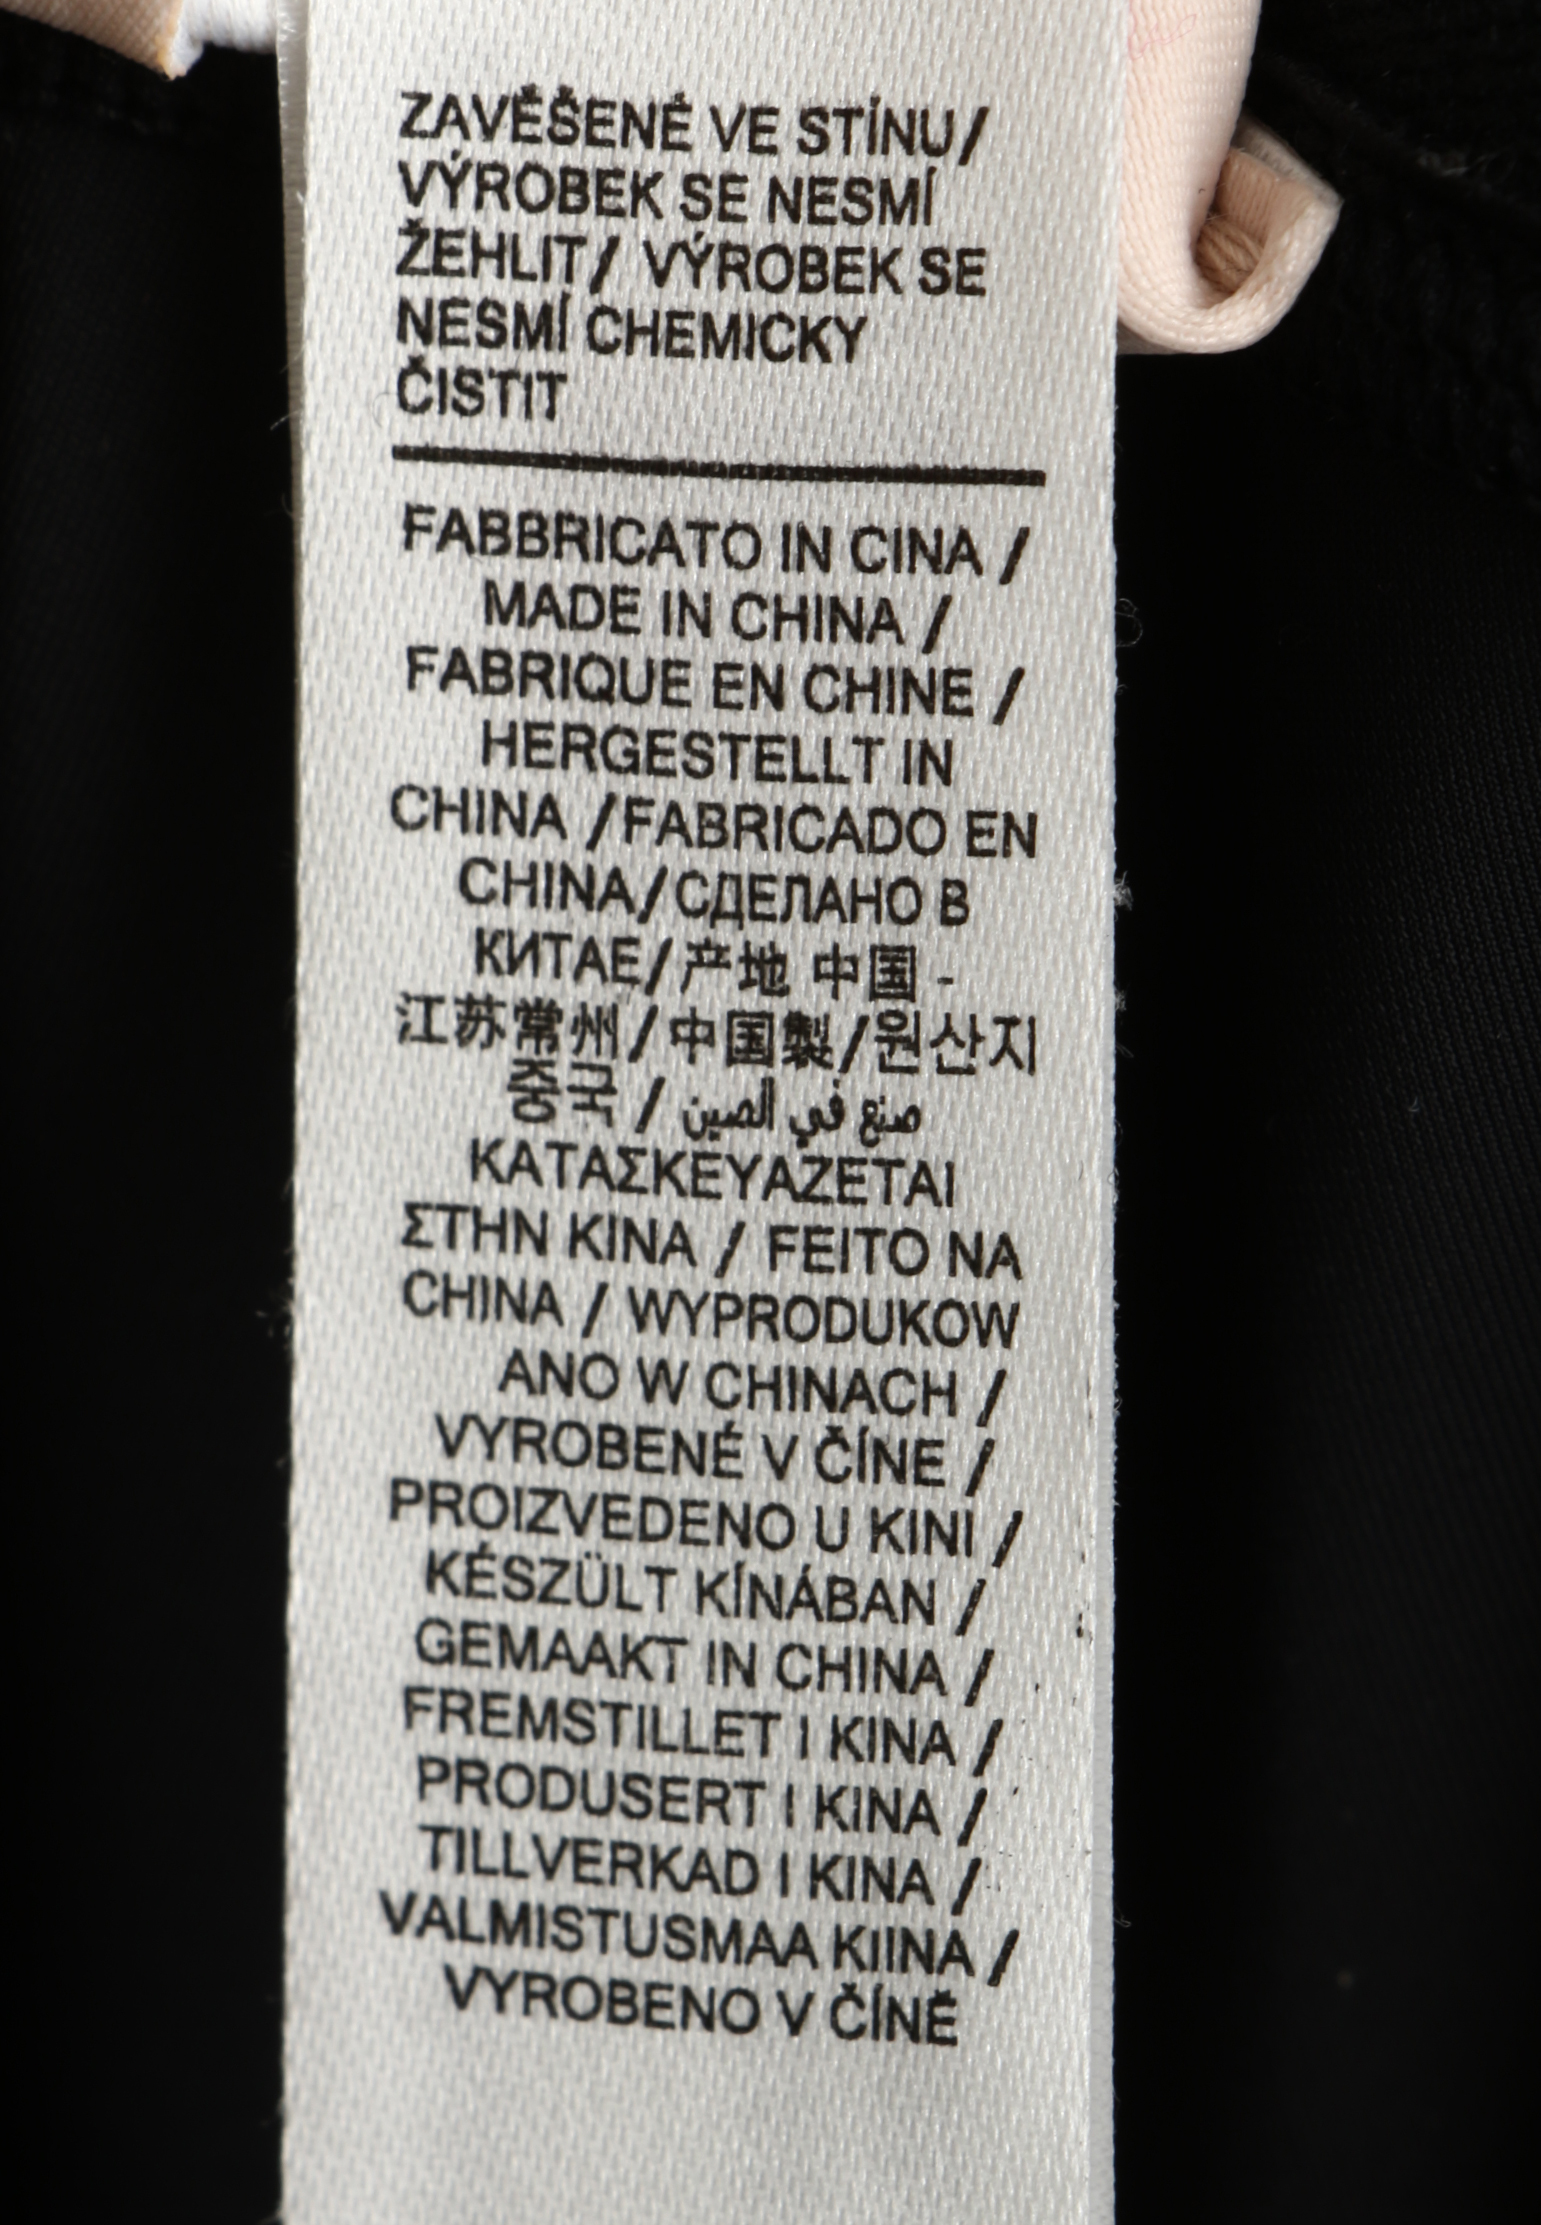 ZAVĚŠENÉ VE STÍNU/
VÝROBEK SE NESMÍ
ŽEHLIT/ VÝROBEK SE
NESMÍ CHEMICKY
ČISTIT
FABBRICATO IN CINA /
MADE IN CHINA /
FABRIQUE EN CHINE /
HERGESTELLT IN
CHINA /FABRICADO EN
CHINA/СДЕЛАНО В
КИТАЕ/产地 中国 -
江苏常州/中国製/원산지
중국 / صنع في الصين
ΚΑΤΑΣΚΕΥΑΖΕΤΑΙ
ΣΤΗΝ ΚΙΝΑ / FEITO NA
CHINA / WYPRODUKOW
ANO W CHINACH /
VYROBENÉ V ČÍNE /
PROIZVEDENO U KINI /
KÉSZÜLT KÍNÁBAN /
GEMAAKT IN CHINA /
FREMSTILLET I KINA /
PRODUSERT I KINA /
TILLVERKAD I KINA /
VALMISTUSMAA KIINA /
VYROBENO V ČÍNĚ